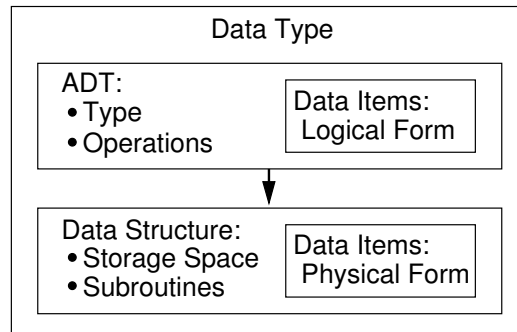 Data Type
ADT:
• Type
• Operations
Data Items:
Logical Form
Data Structure:
• Storage Space
• Subroutines
Data Items:
Physical Form